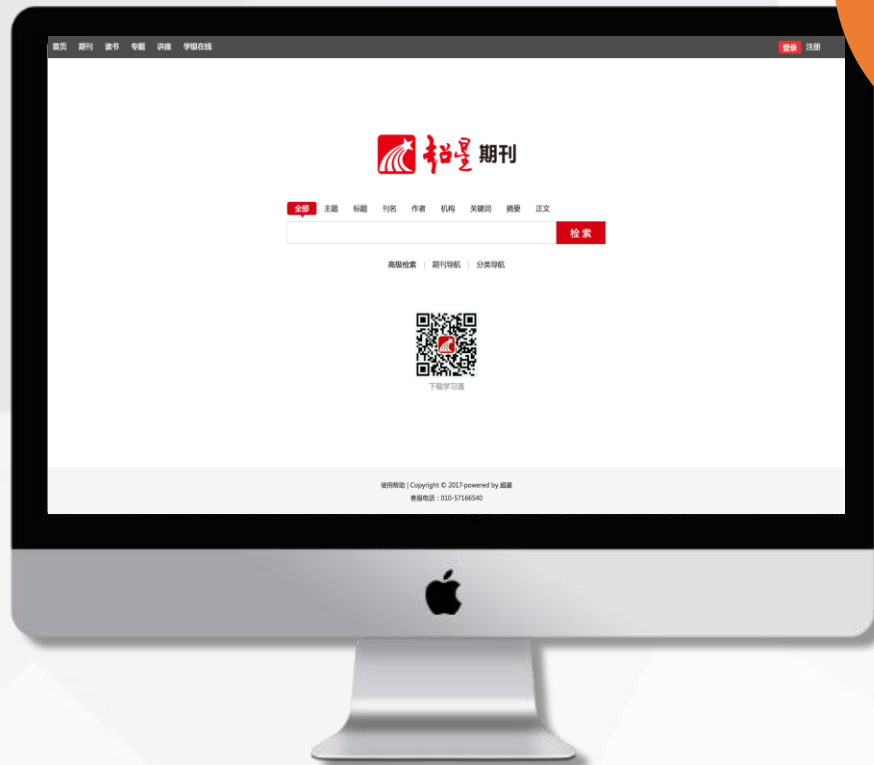 首页 期刊 读书 专题 讲座 学银在线 登录 注册
超星 期刊
全部 主题 标题 刊名 作者 机构 关键词 摘要 正文
检 索
高级检索 | 期刊导航 | 分类导航
下载学习通
使用帮助 | Copyright © 2017-powered by 超星
客服电话：010-57166540